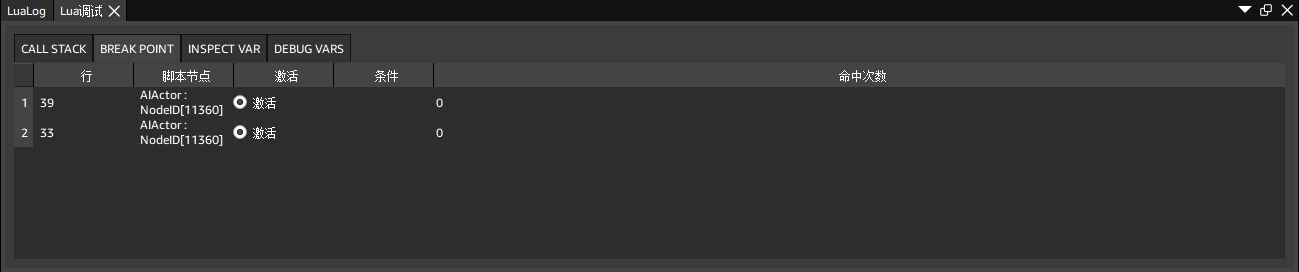 LuaLog Lua调试
CALL STACK BREAK POINT INSPECT VAR DEBUG VARS
行 脚本节点 激活 条件 命中次数
1 39 AIActor: NodeID[11360] 激活 0
2 33 AIActor: NodeID[11360] 激活 0